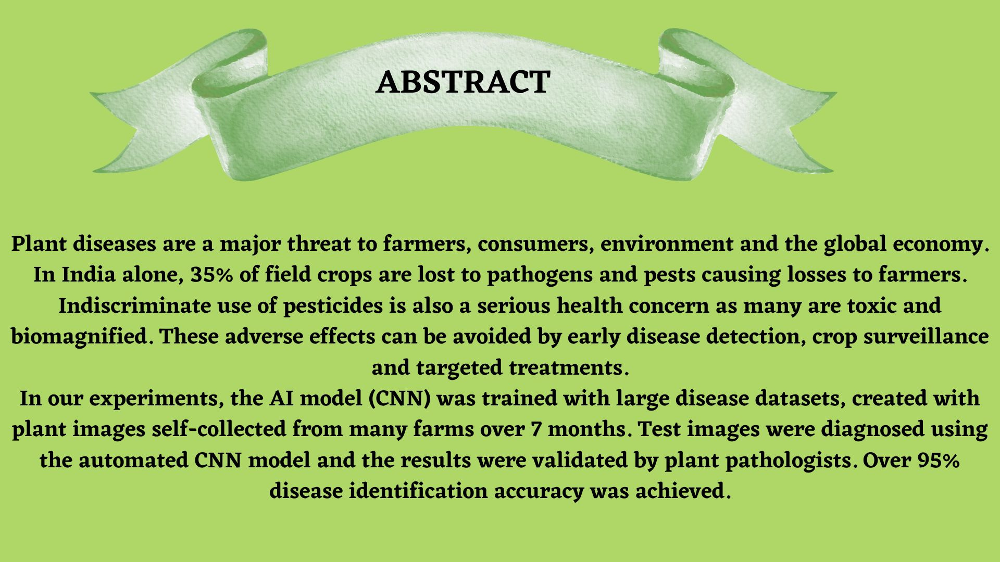 ABSTRACT
Plant diseases are a major threat to farmers, consumers, environment and the global economy.
In India alone, 35% of field crops are lost to pathogens and pests causing losses to farmers.
Indiscriminate use of pesticides is also a serious health concern as many are toxic and
biomagnified. These adverse effects can be avoided by early disease detection, crop surveillance
and targeted treatments.
In our experiments, the AI model (CNN) was trained with large disease datasets, created with
plant images self-collected from many farms over 7 months. Test images were diagnosed using
the automated CNN model and the results were validated by plant pathologists. Over 95%
disease identification accuracy was achieved.